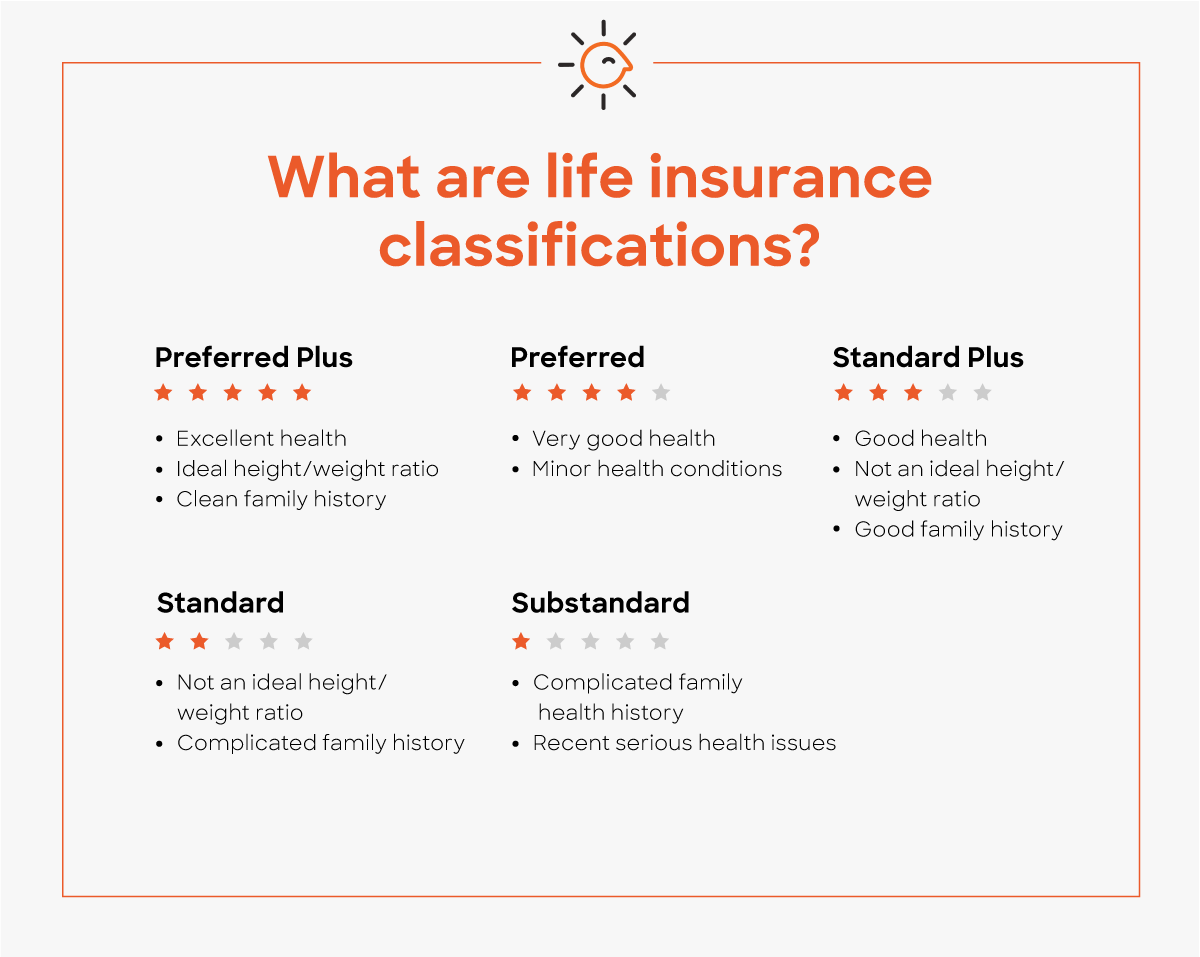 What are life insurance
classifications?
Preferred Plus
• Excellent health
• Ideal height/weight ratio
• Clean family history
Preferred
• Very good health
• Minor health conditions
Standard Plus
• Good health
• Not an ideal height/
weight ratio
• Good family history
Standard
• Not an ideal height/
weight ratio
• Complicated family history
Substandard
• Complicated family
health history
• Recent serious health issues